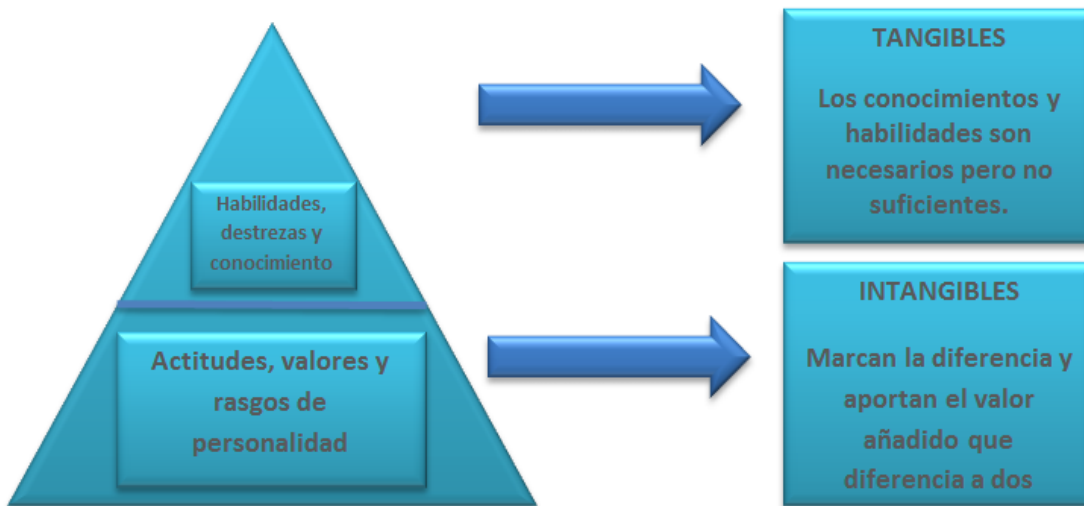 Habilidades,
destrezas y
conocimiento
Actitudes, valores y
rasgos de
personalidad
TANGIBLES
Los conocimientos y
habilidades son
necesarios pero no
suficientes.
INTANGIBLES
Marcan la diferencia y
aportan el valor
añadido que
diferencia a dos